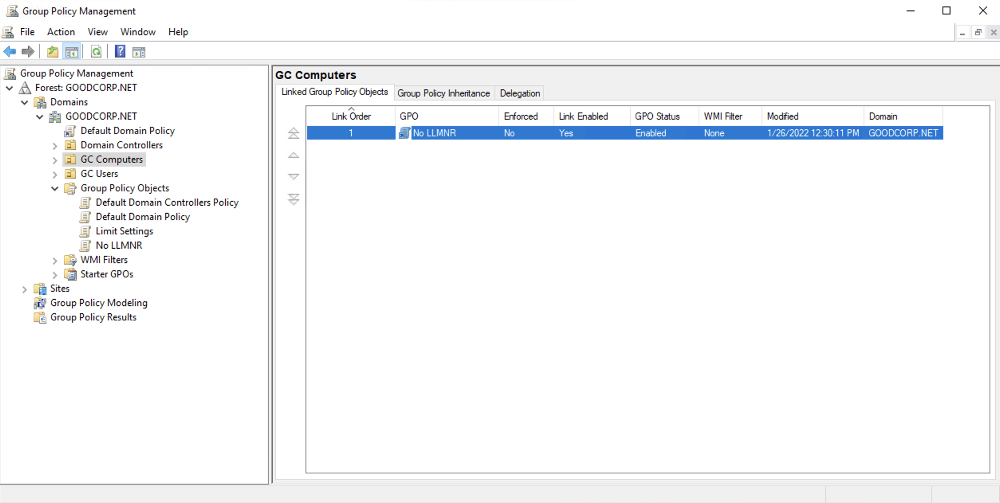 Group Policy Management
File Action View Window Help
Group Policy Management
Forest: GOODCORP.NET
Domains
GOODCORP.NET
Default Domain Policy
Domain Controllers
GC Computers
GC Users
Group Policy Objects
Default Domain Controllers Policy
Default Domain Policy
Limit Settings
No LLMNR
WMI Filters
Starter GPOs
Sites
Group Policy Modeling
Group Policy Results
GC Computers
Linked Group Policy Objects Group Policy Inheritance Delegation
Link Order GPO Enforced Link Enabled GPO Status WMI Filter Modified Domain
1 No LLMNR No Yes Enabled None 1/26/2022 12:30:11 PM GOODCORP.NET